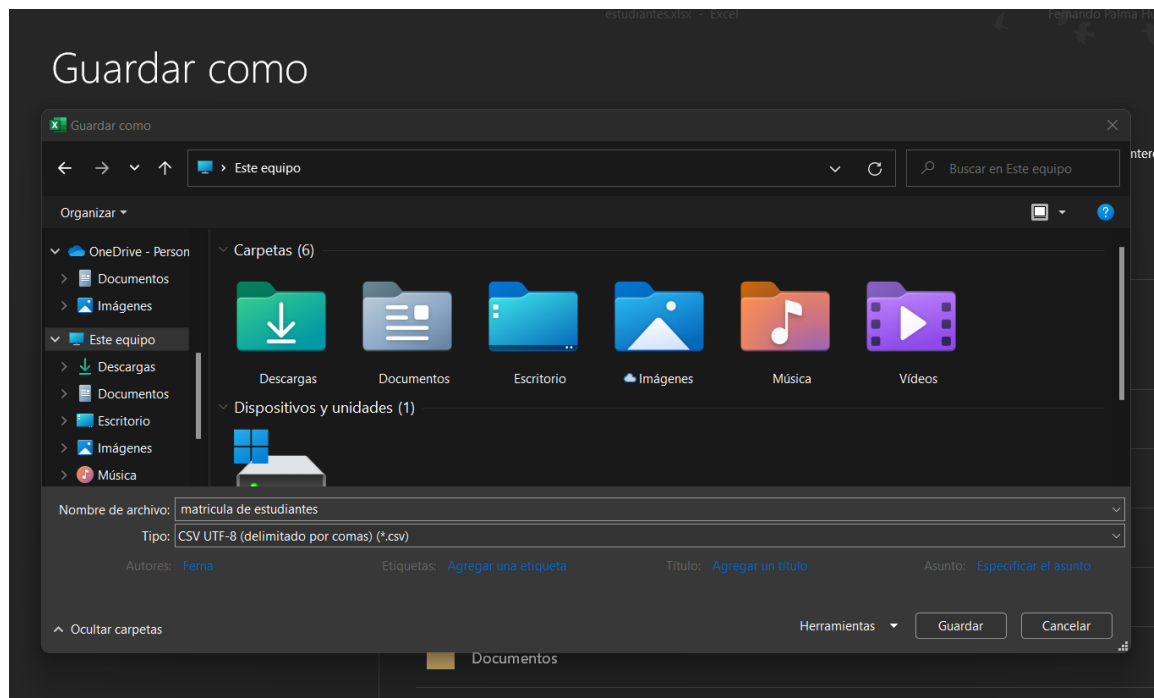 estudiantes.xlsx - Excel
Fernando Palma
Guardar como
Guardar como
Este equipo
Buscar en Este equipo
Organizar
OneDrive - Person
Documentos
Imágenes
Este equipo
Descargas
Documentos
Escritorio
Imágenes
Música
Carpetas (6)
Descargas
Documentos
Escritorio
Imágenes
Música
Vídeos
Dispositivos y unidades (1)
Nombre de archivo: matricula de estudiantes
Tipo: CSV UTF-8 (delimitado por comas) (*.csv)
Autores: Ferna
Etiquetas: Agregar una etiqueta
Título: Agregar un título
Asunto: Especificar el asunto
Ocultar carpetas
Herramientas
Guardar
Cancelar
Documentos